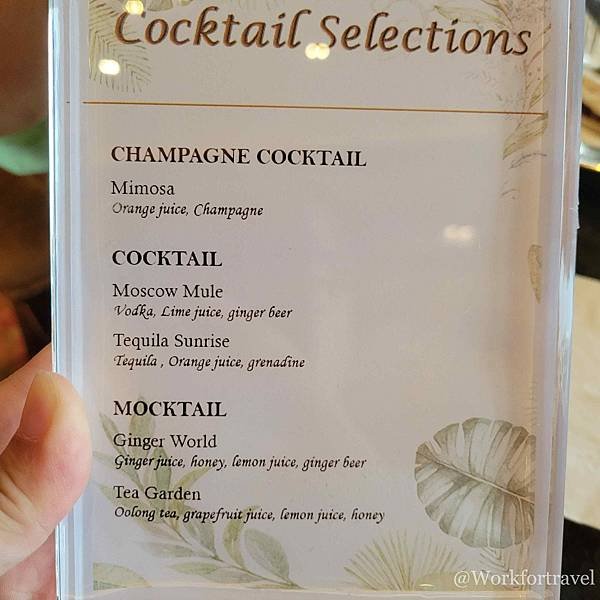 Cocktail Selections
CHAMPAGNE COCKTAIL
Mimosa
Orange juice, Champagne
COCKTAIL
Moscow Mule
Vodka, Lime juice, ginger beer
Tequila Sunrise
Tequila , Orange juice, grenadine
MOCKTAIL
Ginger World
Ginger juice, honey, lemon juice, ginger beer
Tea Garden
Oolong tea, grapefruit juice, lemon juice, honey
@Workfortravel